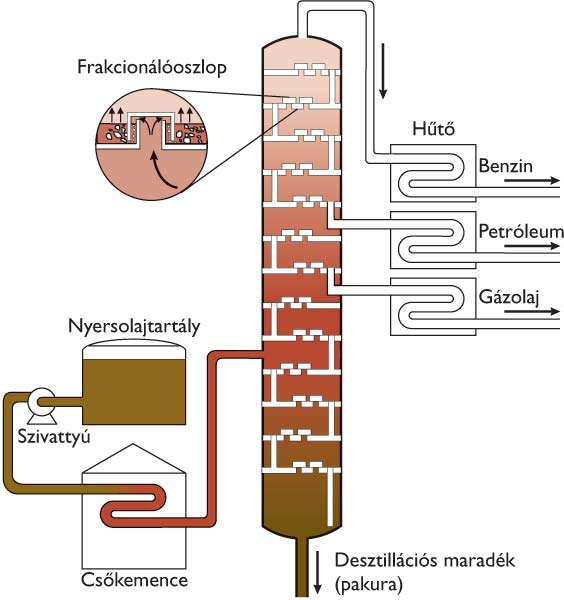 Frakcionálóoszlop
Hűtő
Benzin
Petróleum
Gázolaj
Nyersolajtartály
Szivattyú
Csőkemence
Desztillációs maradék
(pakura)